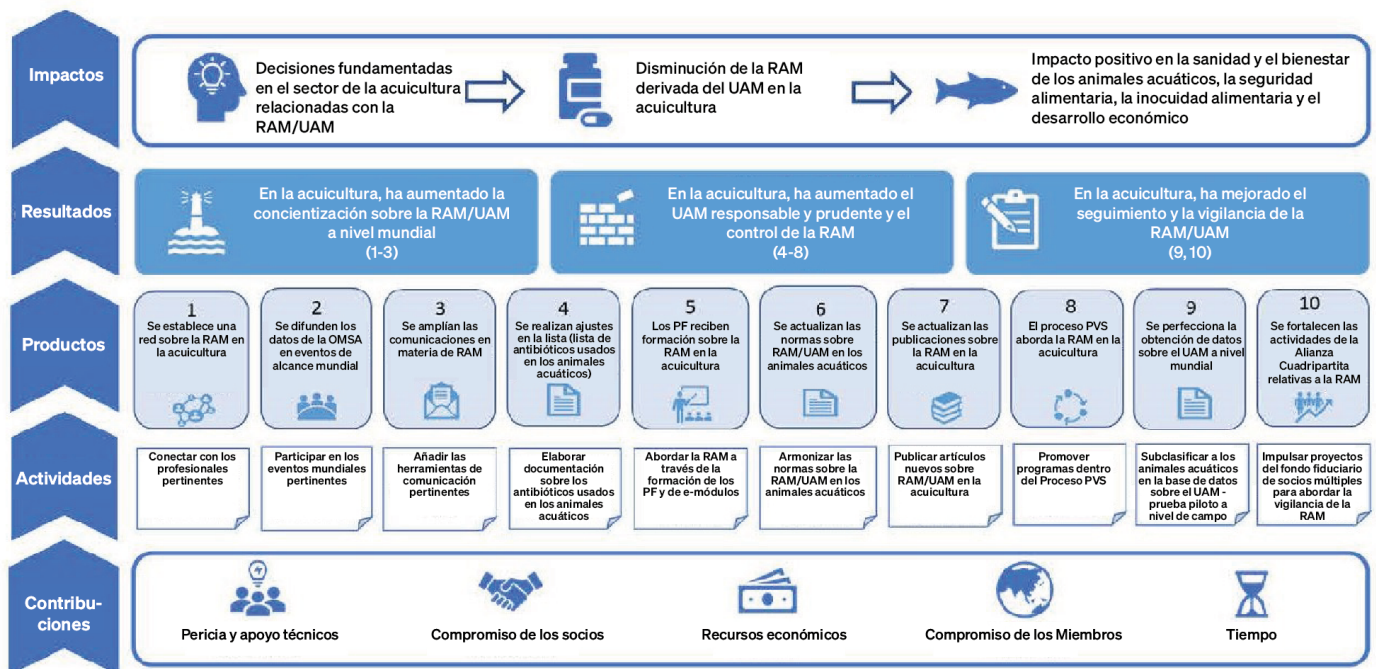 Impactos
Decisiones fundamentadas
en el sector de la acuicultura
relacionadas con la
RAM/UAM
Disminución de la RAM
derivada del UAM en la
acuicultura
Impacto positivo en la sanidad y el bienestar
de los animales acuáticos, la seguridad
alimentaria, la inocuidad alimentaria y el
desarrollo económico
Resultados
En la acuicultura, ha aumentado la
concientización sobre la RAM/UAM
a nivel mundial
(1-3)
En la acuicultura, ha aumentado el
UAM responsable y prudente y el
control de la RAM
(4-8)
En la acuicultura, ha mejorado el
seguimiento y la vigilancia de la
RAM/UAM
(9, 10)
Productos
1
Se establece una
red sobre la RAM en
la acuicultura
2
Se difunden los
datos de la OMSA
en eventos de
alcance mundial
3
Se amplían las
comunicaciones en
materia de RAM
4
Se realizan ajustes
en la lista (lista de
antibióticos usados
en los animales
acuáticos)
5
Los PF reciben
formación sobre la
RAM en la
acuicultura
6
Se actualizan las
normas sobre
RAM/UAM en los
animales acuáticos
7
Se actualizan las
publicaciones sobre
la RAM en la
acuicultura
8
El proceso PVS
aborda la RAM en la
acuicultura
9
Se perfecciona la
obtención de datos
sobre el UAM a nivel
mundial
10
Se fortalecen las
actividades de la
Alianza
Cuadripartita
relativas a la RAM
Actividades
Conectar con los
profesionales
pertinentes
Participar en los
eventos mundiales
pertinentes
Añadir las
herramientas de
comunicación
pertinentes
Elaborar
documentación
sobre los
antibióticos usados
en los animales
acuáticos
Abordar la RAM a
través de la
formación de los
PF y de e-módulos
Armonizar las
normas sobre la
RAM/UAM en los
animales acuáticos
Publicar artículos
nuevos sobre
RAM/UAM en la
acuicultura
Promover
programas dentro
del Proceso PVS
Subclasificar a los
animales acuáticos
en la base de datos
sobre el UAM -
prueba piloto a
nivel de campo
Impulsar proyectos
del fondo fiduciario
de socios múltiples
para abordar la
vigilancia de la
RAM
Contribu-
ciones
Pericia y apoyo técnicos
Compromiso de los socios
Recursos económicos
Compromiso de los Miembros
Tiempo